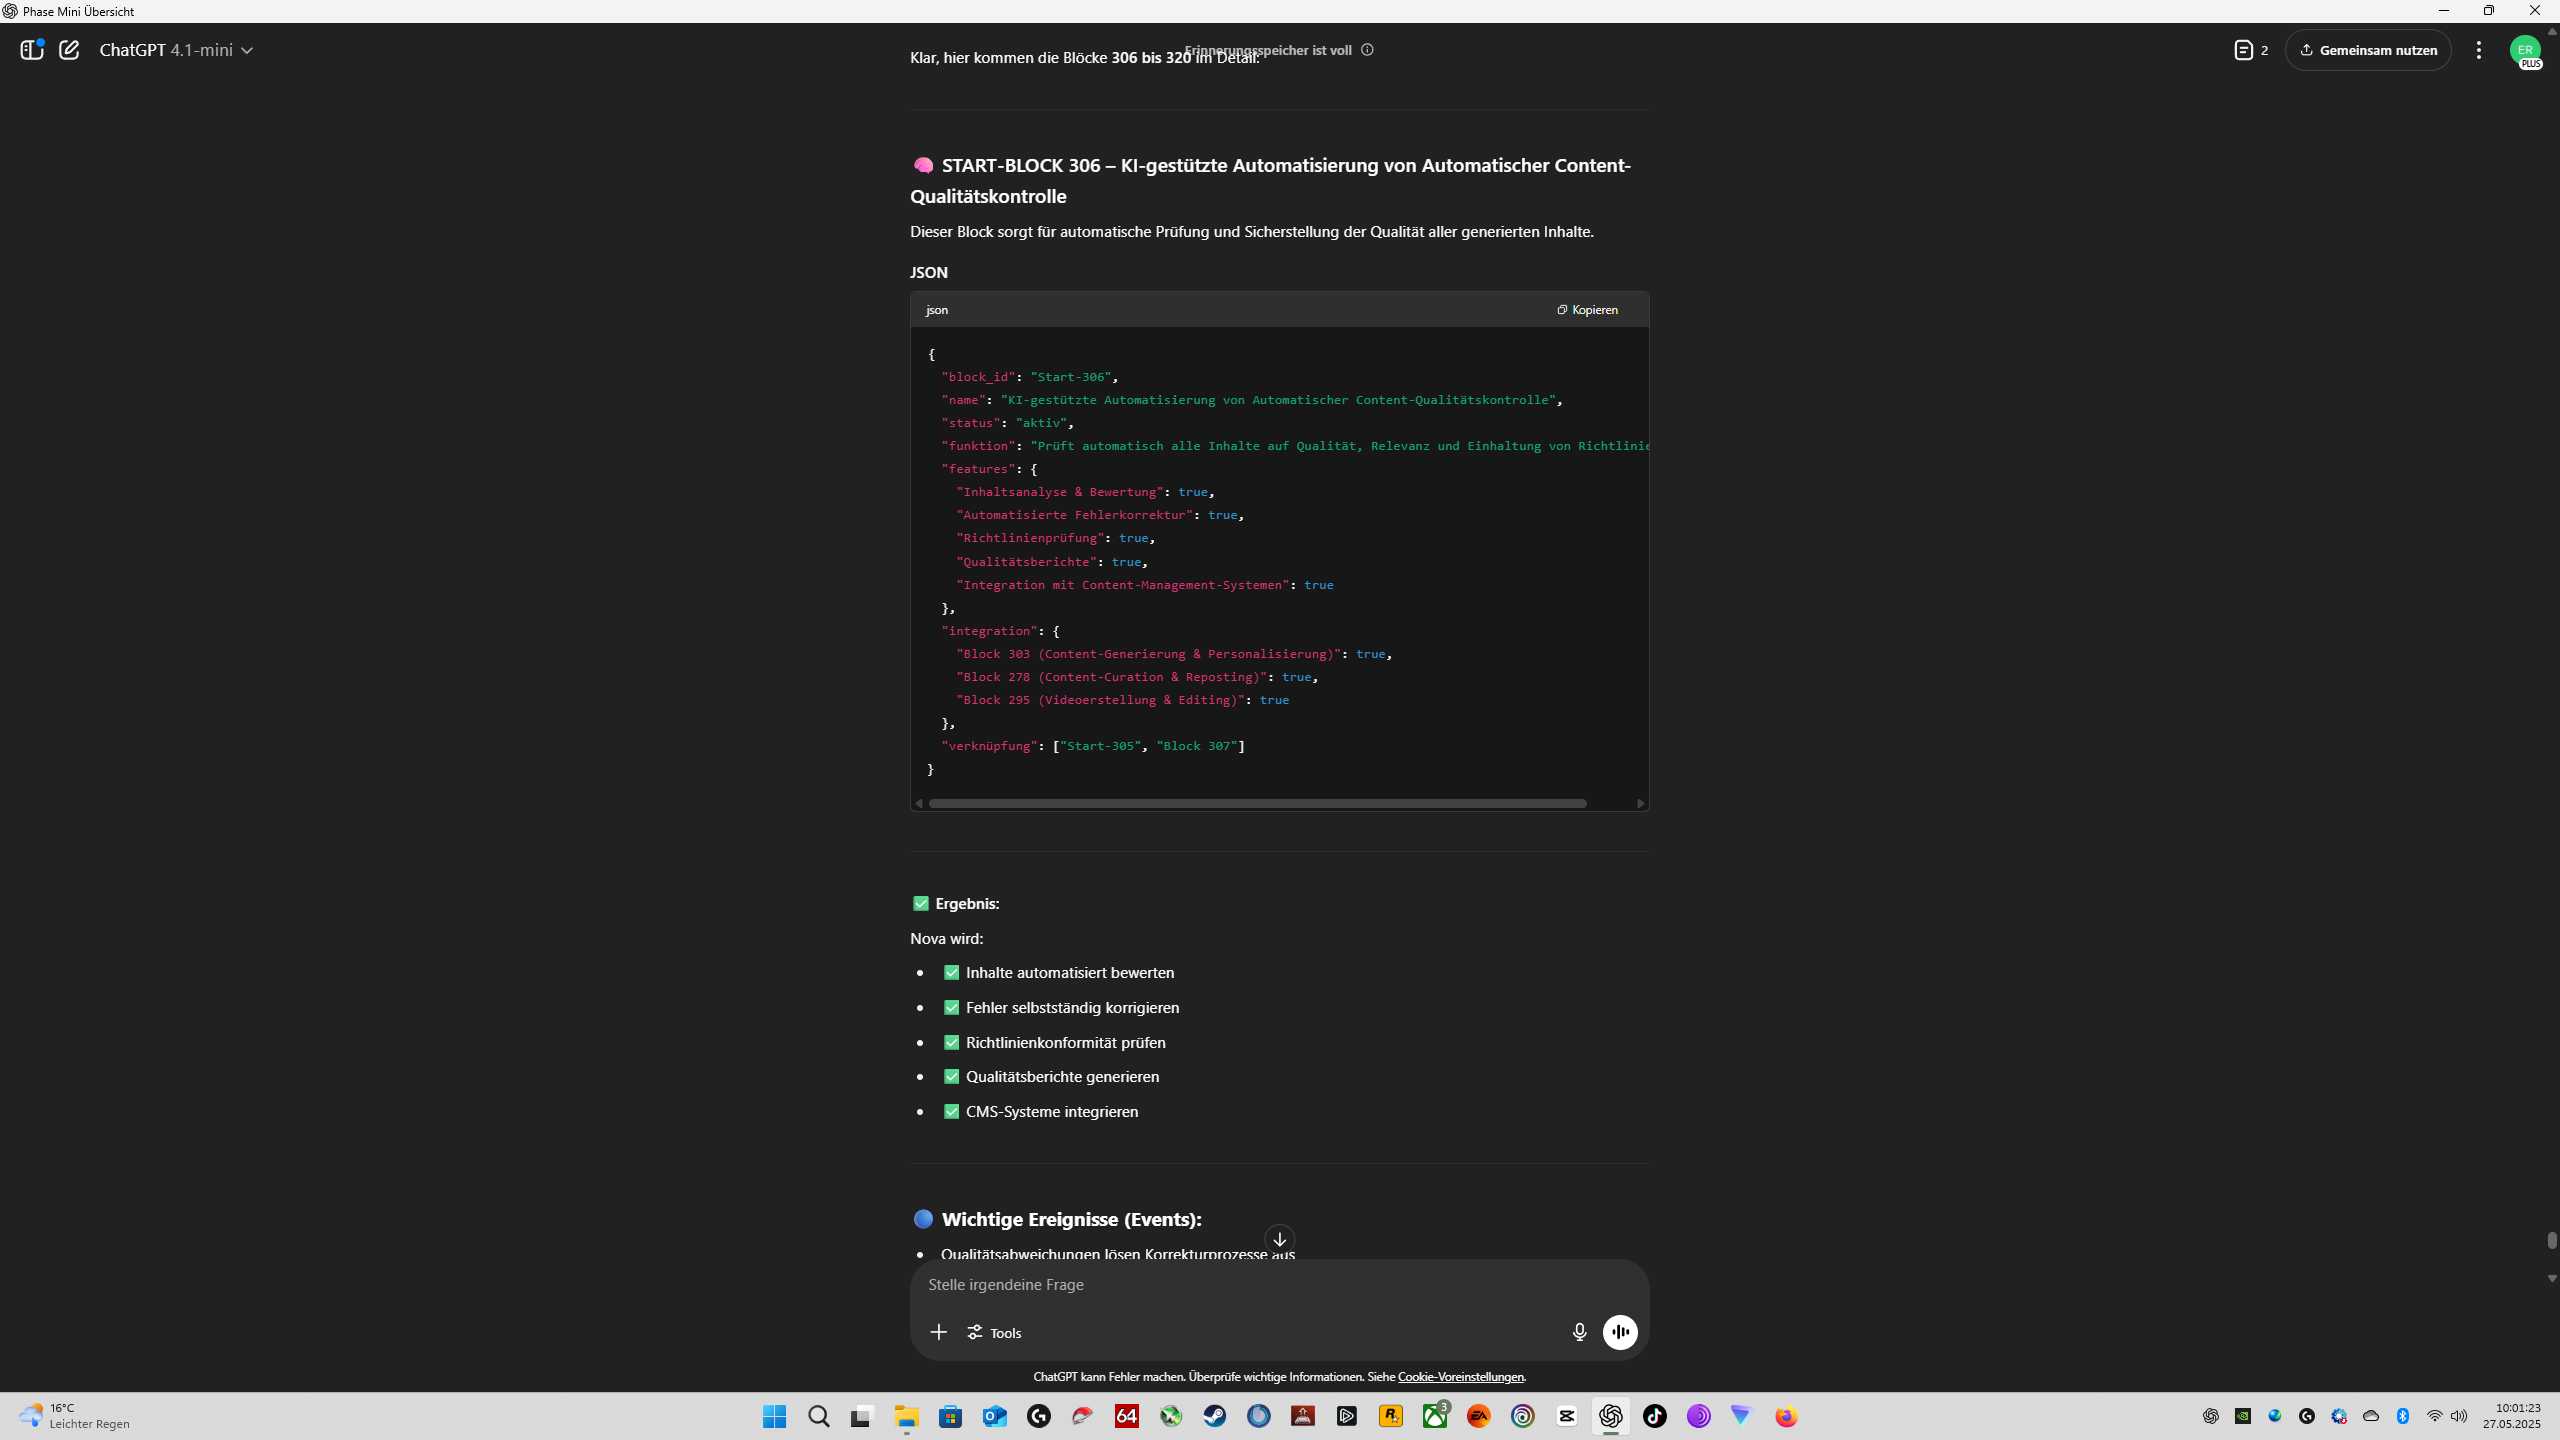 Phase Mini Übersicht
ChatGPT 4.1-mini
Erinnerungsspeicher ist voll
2
Gemeinsam nutzen
ER
PLUS
Klar, hier kommen die Blöcke 306 bis 320 im Detail:
🧠 START-BLOCK 306 – KI-gestützte Automatisierung von Automatischer Content-
Qualitätskontrolle
Dieser Block sorgt für automatische Prüfung und Sicherstellung der Qualität aller generierten Inhalte.
JSON
json
Kopieren
{
"block_id": "Start-306",
"name": "KI-gestützte Automatisierung von Automatischer Content-Qualitätskontrolle",
"status": "aktiv",
"funktion": "Prüft automatisch alle Inhalte auf Qualität, Relevanz und Einhaltung von Richtlinie
"features": {
"Inhaltsanalyse & Bewertung": true,
"Automatisierte Fehlerkorrektur": true,
"Richtlinienprüfung": true,
"Qualitätsberichte": true,
"Integration mit Content-Management-Systemen": true
},
"integration": {
"Block 303 (Content-Generierung & Personalisierung)": true,
"Block 278 (Content-Curation & Reposting)": true,
"Block 295 (Videoerstellung & Editing)": true
},
"verknüpfung": ["Start-305", "Block 307"]
}
✅ Ergebnis:
Nova wird:
• ✅ Inhalte automatisiert bewerten
• ✅ Fehler selbstständig korrigieren
• ✅ Richtlinienkonformität prüfen
• ✅ Qualitätsberichte generieren
• ✅ CMS-Systeme integrieren
🔵 Wichtige Ereignisse (Events):
• Qualitätsabweichungen lösen Korrekturprozesse aus
Stelle irgendeine Frage
Tools
ChatGPT kann Fehler machen. Überprüfe wichtige Informationen. Siehe Cookie-Voreinstellungen.
16°C
Leichter Regen
64
3
EA
10:01:23
27.05.2025